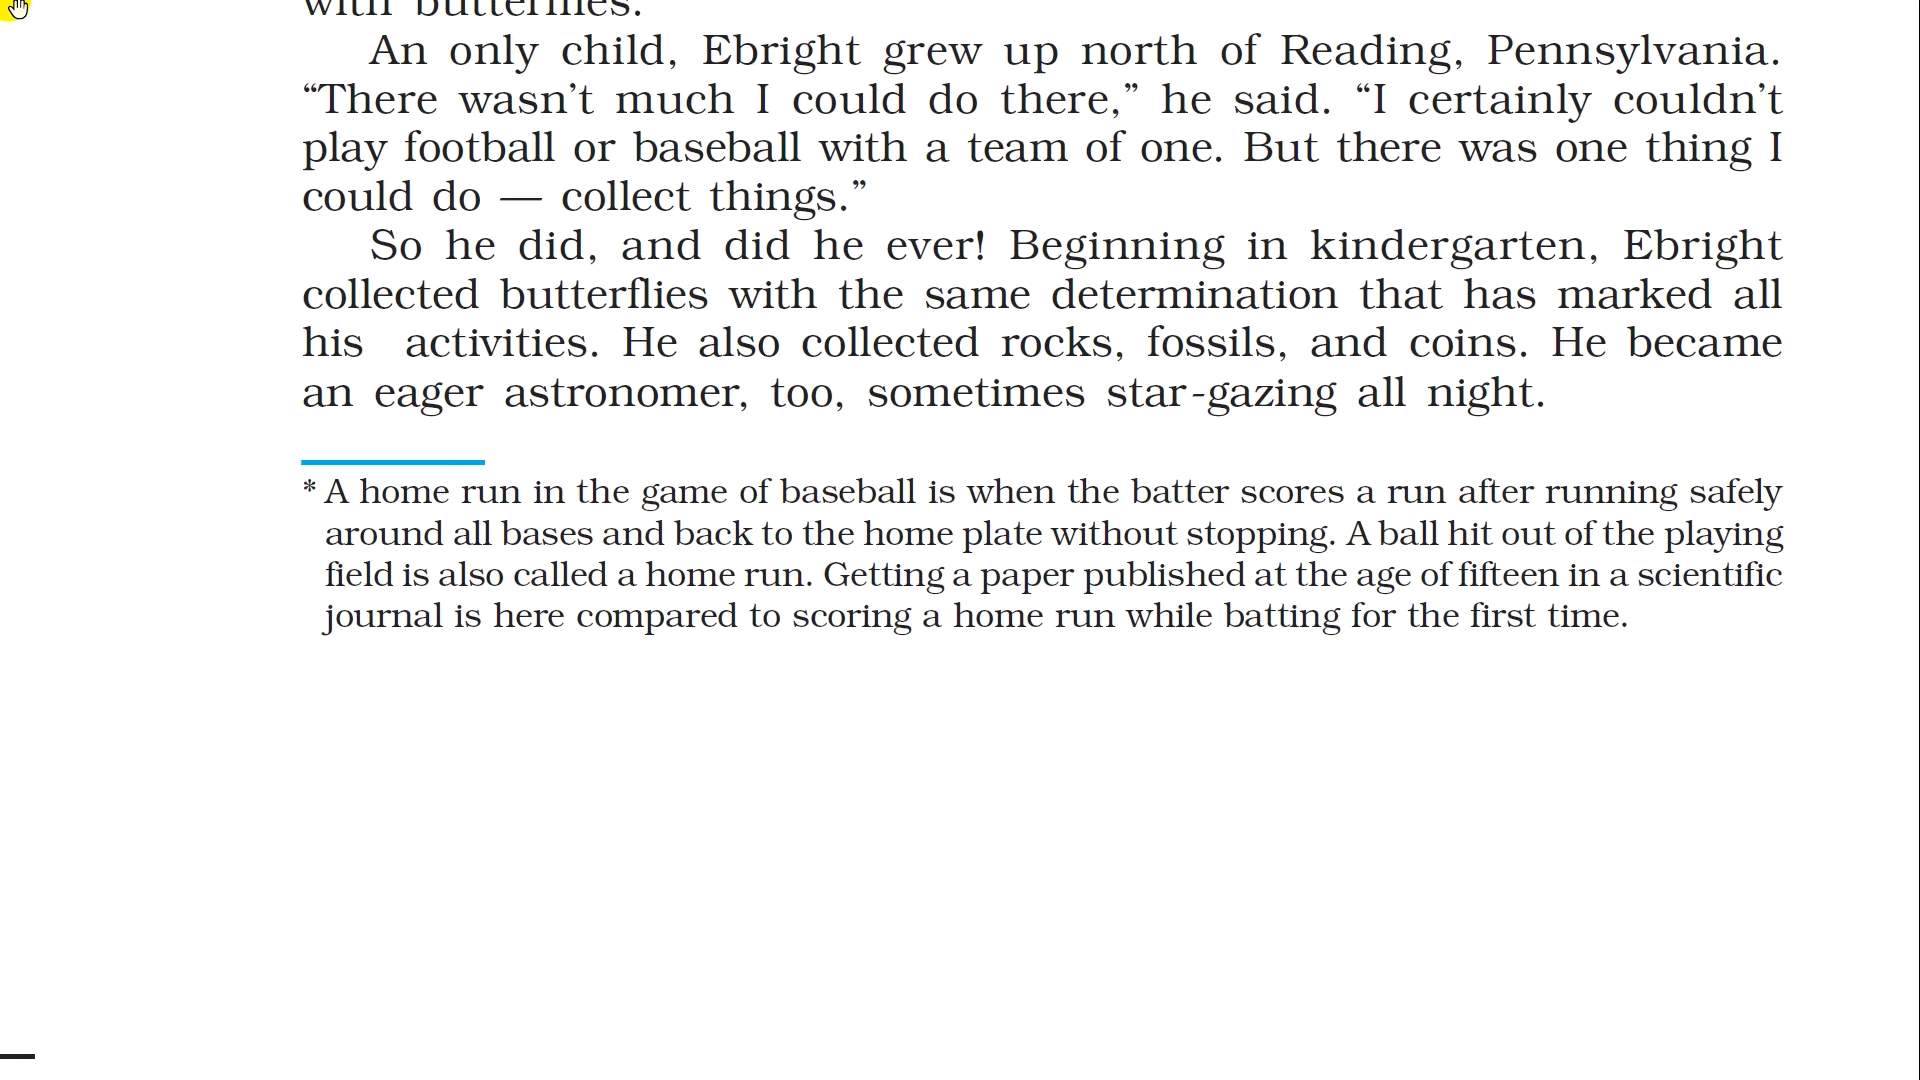 with butterflies.
An only child, Ebright grew up north of Reading, Pennsylvania.
“There wasn’t much I could do there,” he said. “I certainly couldn’t
play football or baseball with a team of one. But there was one thing I
could do — collect things.”
So he did, and did he ever! Beginning in kindergarten, Ebright
collected butterflies with the same determination that has marked all
his activities. He also collected rocks, fossils, and coins. He became
an eager astronomer, too, sometimes star-gazing all night.
* A home run in the game of baseball is when the batter scores a run after running safely
around all bases and back to the home plate without stopping. A ball hit out of the playing
field is also called a home run. Getting a paper published at the age of fifteen in a scientific
journal is here compared to scoring a home run while batting for the first time.